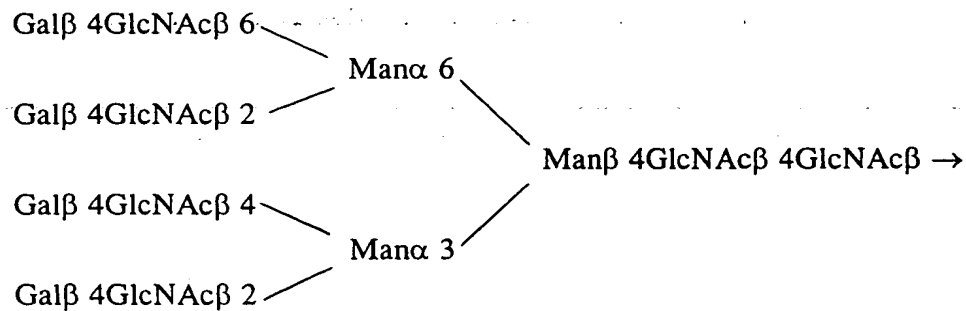 Galβ 4GlcNAcβ 6
Manα 6
Galβ 4GlcNAcβ 2
Manβ 4GlcNAcβ 4GlcNAcβ →
Galβ 4GlcNAcβ 4
Manα 3
Galβ 4GlcNAcβ 2